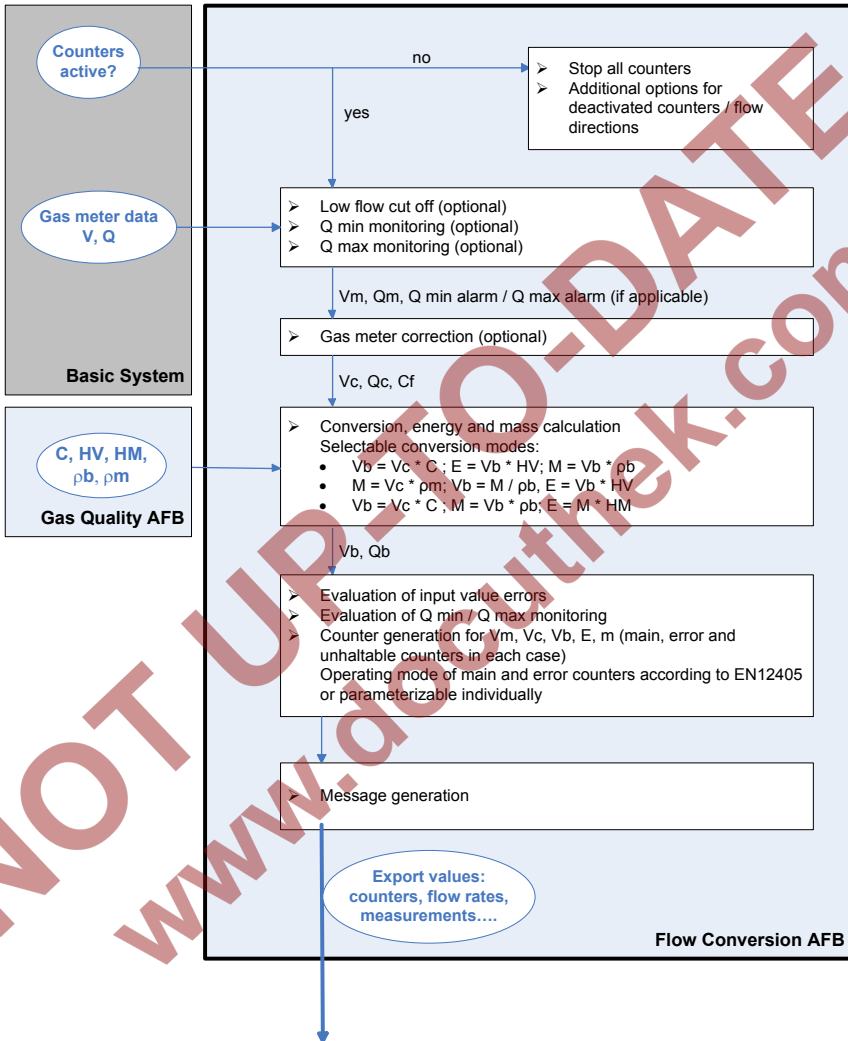 Counters
active?
no
yes
➢ Stop all counters
➢ Additional options for
deactivated counters / flow
directions
Gas meter data
V, Q
➢ Low flow cut off (optional)
➢ Q min monitoring (optional)
➢ Q max monitoring (optional)
Vm, Qm, Q min alarm / Q max alarm (if applicable)
➢ Gas meter correction (optional)
Basic System
Vc, Qc, Cf
C, HV, HM,
ρb, ρm
Gas Quality AFB
➢ Conversion, energy and mass calculation
Selectable conversion modes:
• Vb = Vc * C ; E = Vb * HV; M = Vb * ρb
• M = Vc * ρm; Vb = M / ρb, E = Vb * HV
• Vb = Vc * C ; M = Vb * ρb; E = M * HM
Vb, Qb
➢ Evaluation of input value errors
➢ Evaluation of Q min / Q max monitoring
➢ Counter generation for Vm, Vc, Vb, E, m (main, error and
unhaltable counters in each case)
Operating mode of main and error counters according to EN12405
or parameterizable individually
➢ Message generation
Export values:
counters, flow rates,
measurements....
Flow Conversion AFB
NOT UP-TO-DATE
www.docuthek.com